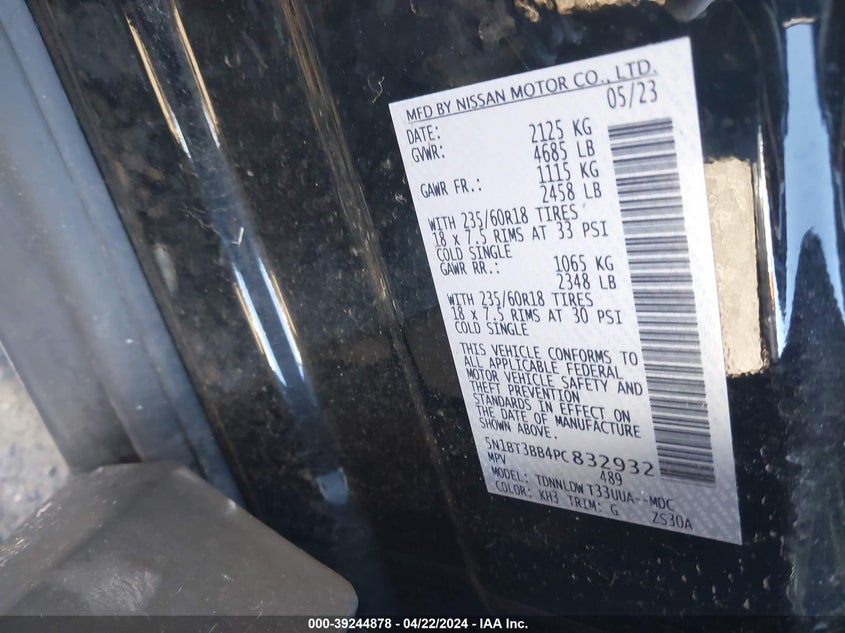 MFD BY NISSAN MOTOR CO., LTD.
DATE: 05/23
GVWR: 2125 KG
4685 LB
GAWR FR.: 1115 KG
2458 LB
WITH 235/60R18 TIRES
18 x 7.5 RIMS AT 33 PSI
COLD SINGLE
GAWR RR.: 1065 KG
2348 LB
WITH 235/60R18 TIRES
18 x 7.5 RIMS AT 30 PSI
COLD SINGLE
THIS VEHICLE CONFORMS TO
ALL APPLICABLE FEDERAL
MOTOR VEHICLE SAFETY AND
THEFT PREVENTION
STANDARDS IN EFFECT ON
THE DATE OF MANUFACTURE
SHOWN ABOVE.
5N1BT3BB4PC832932
MPV 489
MODEL: TDNNLDW T33UUA--MDC
COLOR: KH3 TRIM: G ZS30A
000-39244878 - 04/22/2024 - IAA Inc.